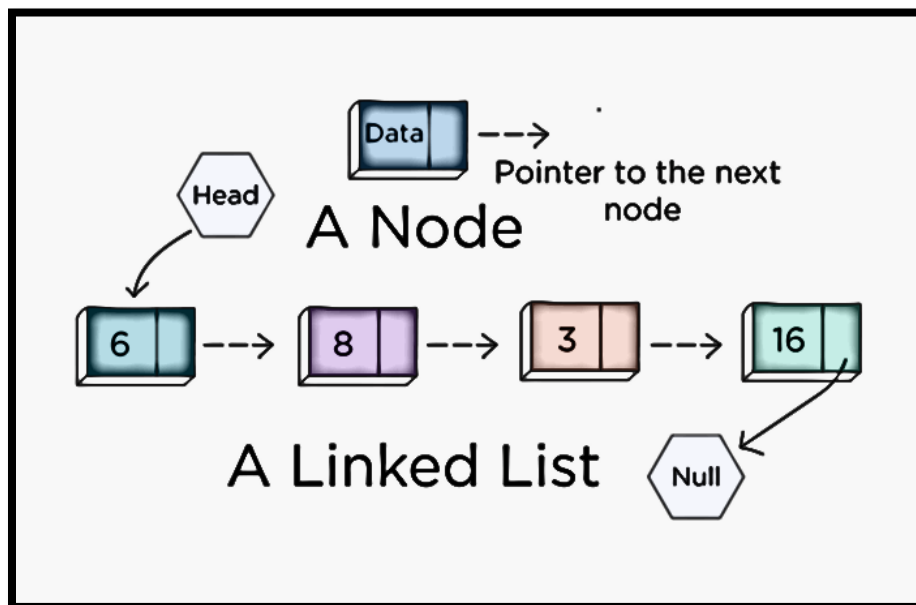 Data
Pointer to the next
node
Head
A Node
6
8
3
16
A Linked List
Null